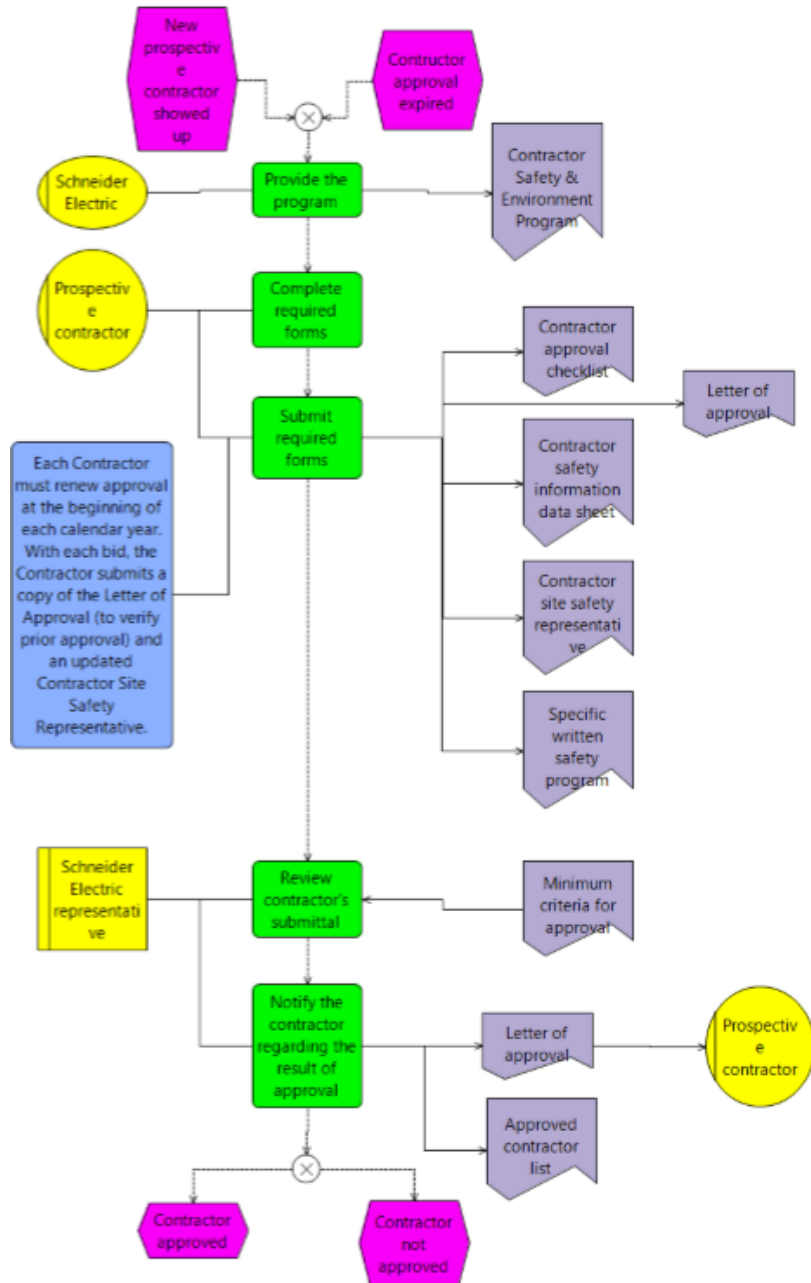 New
prospectiv
e
contractor
showed
up
Contructor
approval
expired
Schneider
Electric
Provide the
program
Contractor
Safety &
Environment
Program
Prospectiv
e
contractor
Complete
required
forms
Contractor
approval
checklist
Letter of
approval
Submit
required
forms
Contractor
safety
information
data sheet
Each Contractor
must renew approval
at the beginning of
each calendar year.
With each bid, the
Contractor submits a
copy of the Letter of
Approval (to verify
prior approval) and
an updated
Contractor Site
Safety
Representative.
Contractor
site safety
representati
ve
Specific
written
safety
program
Schneider
Electric
representati
ve
Review
contractor's
submittal
Minimum
criteria for
approval
Notify the
contractor
regarding the
result of
approval
Letter of
approval
Prospectiv
e
contractor
Approved
contractor
list
Contractor
approved
Contractor
not
approved